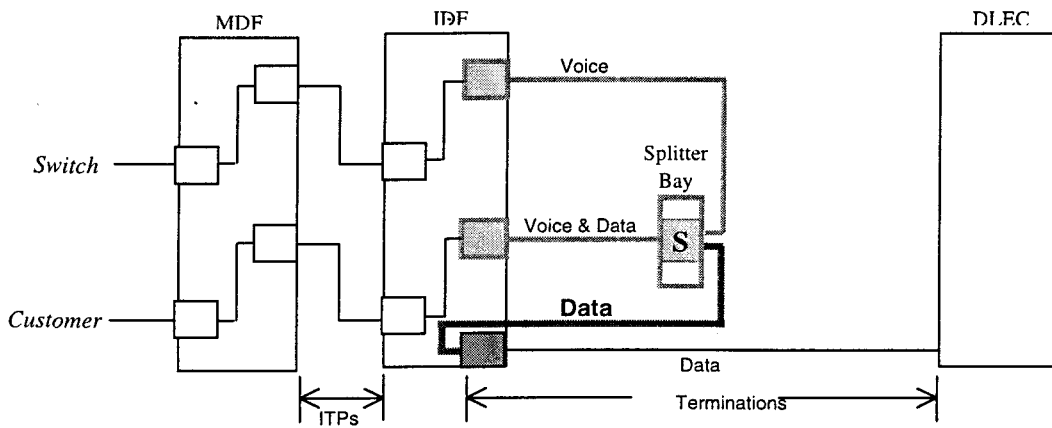 MDF
IDF
DLEC
Voice
Switch
Splitter
Bay
Voice & Data
S
Customer
Data
Data
ITPs
Terminations